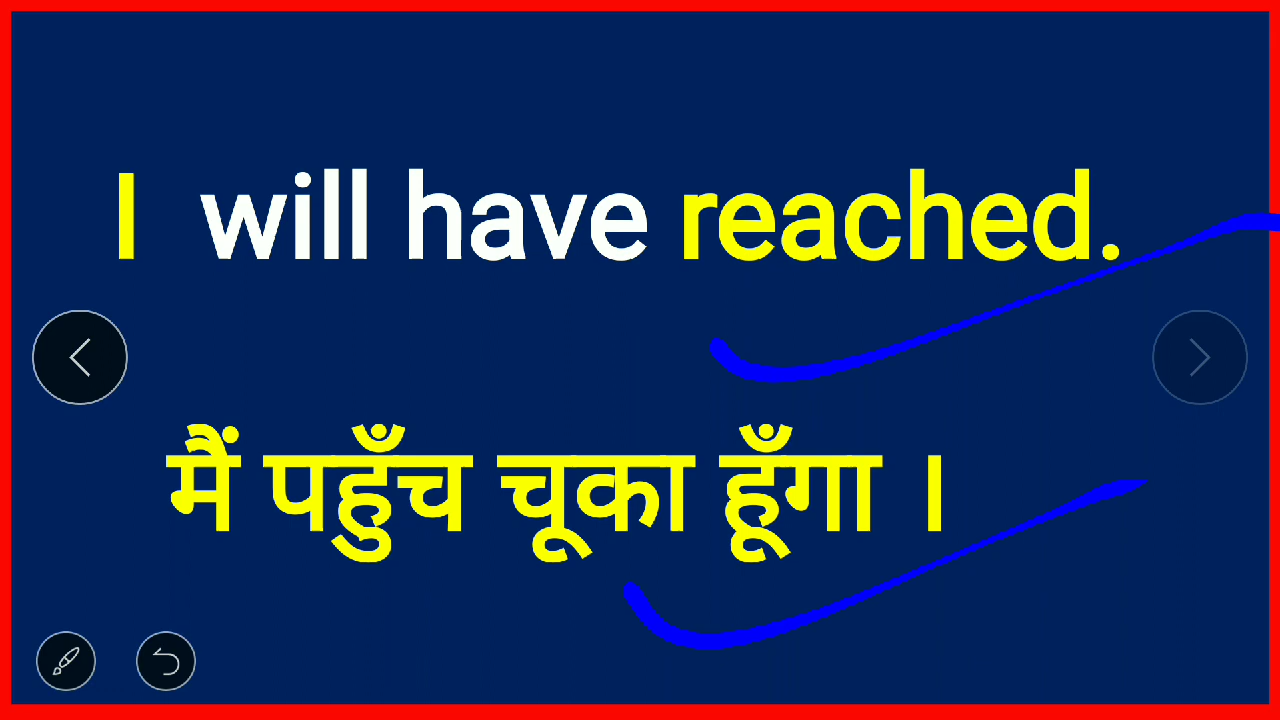 I will have reached.
मैं पहुँच चूका हूँगा ।